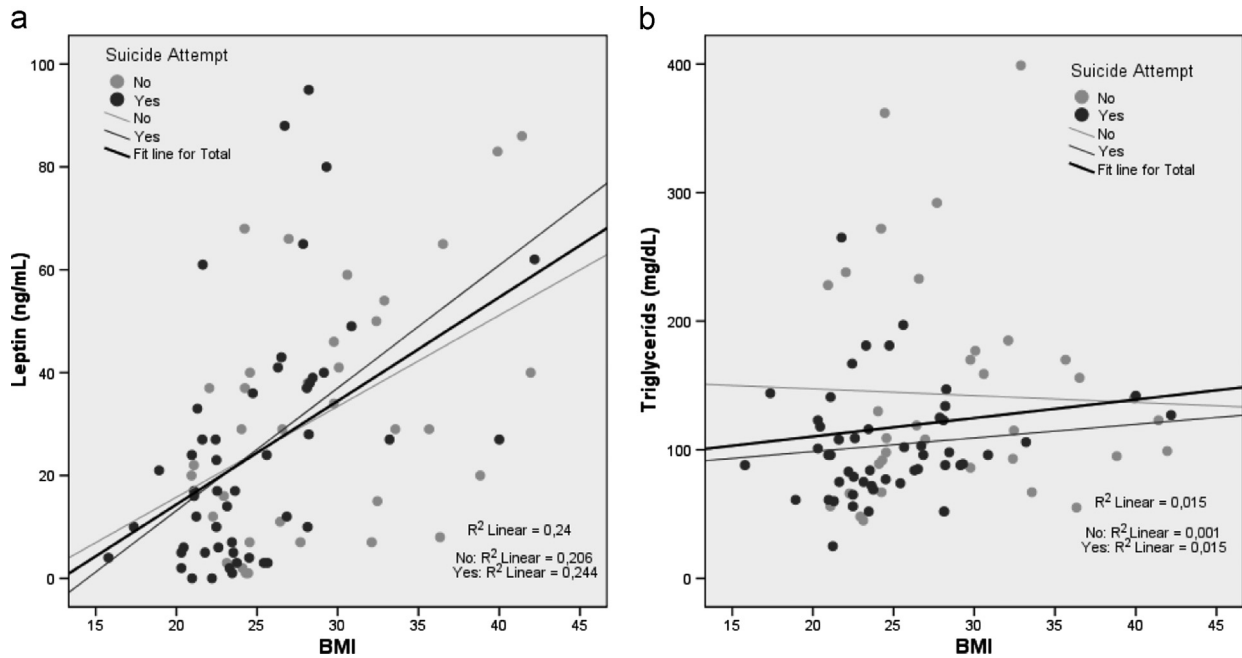 a
Suicide Attempt
No
Yes
No
Yes
Fit line for Total
100
80
60
40
20
0
Leptin (ng/mL)
R² Linear = 0,24
No: R² Linear = 0,206
Yes: R² Linear = 0,244
15 20 25 30 35 40 45
BMI
b
Suicide Attempt
No
Yes
No
Yes
Fit line for Total
400
300
200
100
0
Triglycerids (mg/dL)
R² Linear = 0,015
No: R² Linear = 0,001
Yes: R² Linear = 0,015
15 20 25 30 35 40 45
BMI